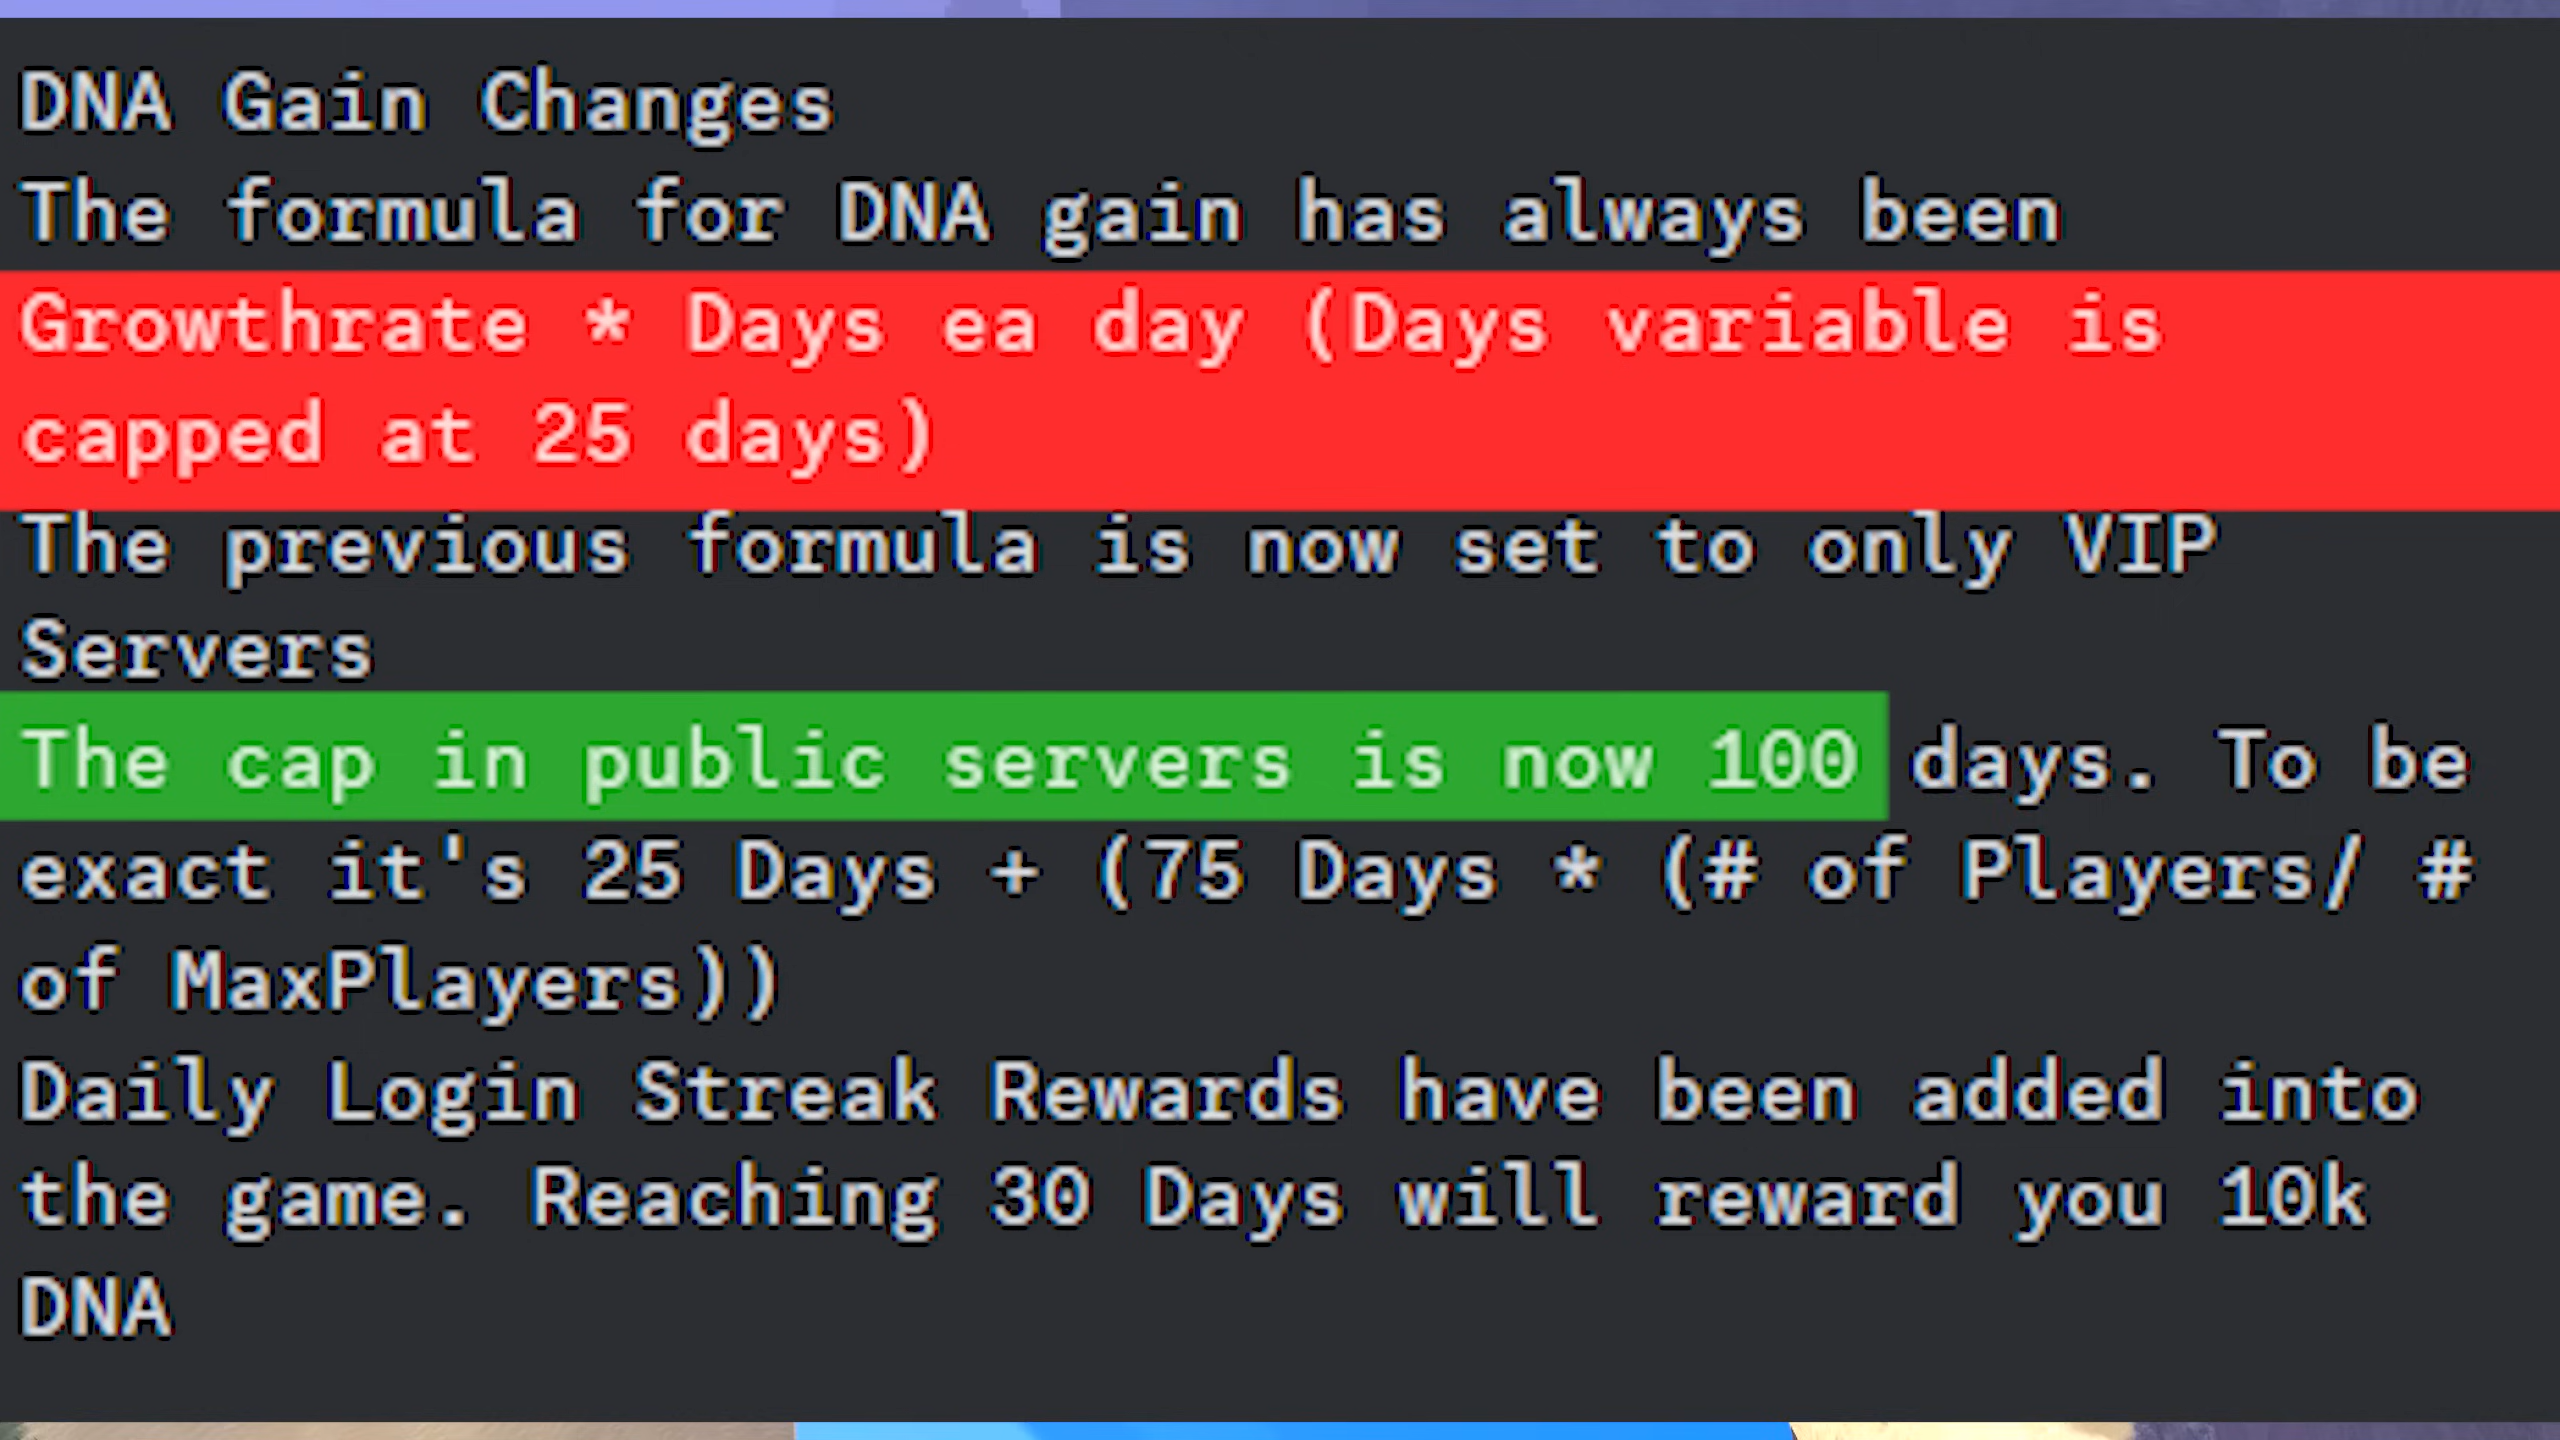 DNA Gain Changes
The formula for DNA gain has always been
Growthrate * Days ea day (Days variable is
capped at 25 days)
The previous formula is now set to only VIP
Servers
The cap in public servers is now 100 days. To be
exact it's 25 Days + (75 Days * (# of Players/ #
of MaxPlayers))
Daily Login Streak Rewards have been added into
the game. Reaching 30 Days will reward you 10k
DNA